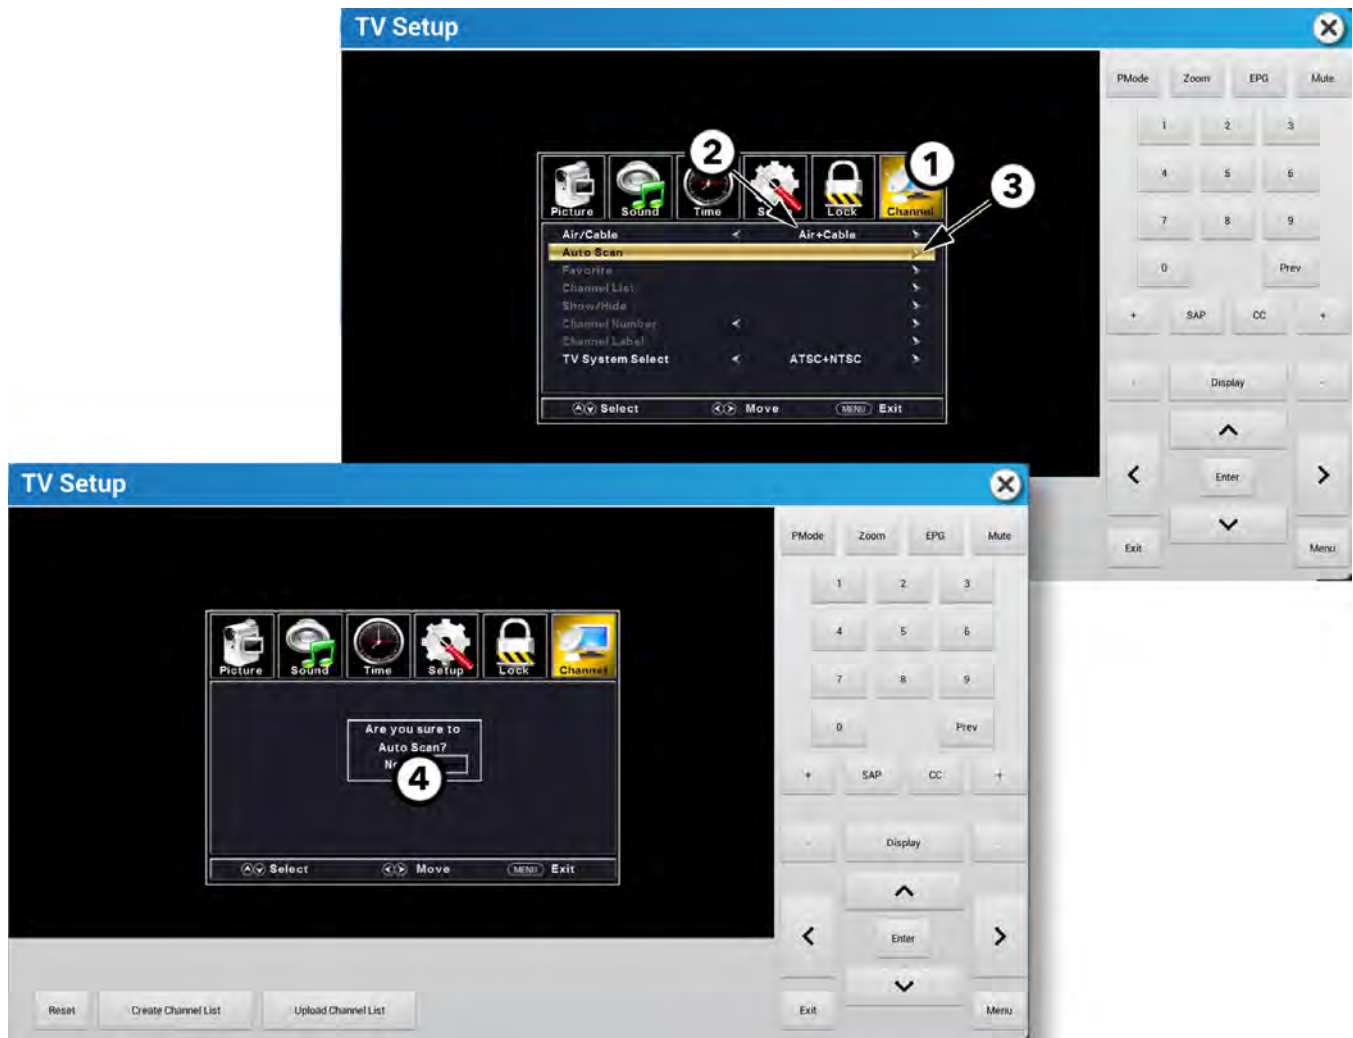 TV Setup
PMode Zoom EPG Mute
1 2 3
4 5 6
7 8 9
0 Prev
+ SAP CC +
- Display -
Enter
Exit Menu
2 1 3
Picture Sound Time Lock Channel
Air/Cable Air+Cable
Auto Scan
Favorite
Channel List
Show/Hide
Channel Number
Channel Label
TV System Select ATSC+NTSC
Select Move MENU Exit
TV Setup
PMode Zoom EPG Mute
1 2 3
4 5 6
7 8 9
0 Prev
+ SAP CC +
- Display -
Enter
Exit Menu
Picture Sound Time Setup Lock Channel
Are you sure to
Auto Scan?
4
Select Move MENU Exit
Reset Create Channel List Upload Channel List